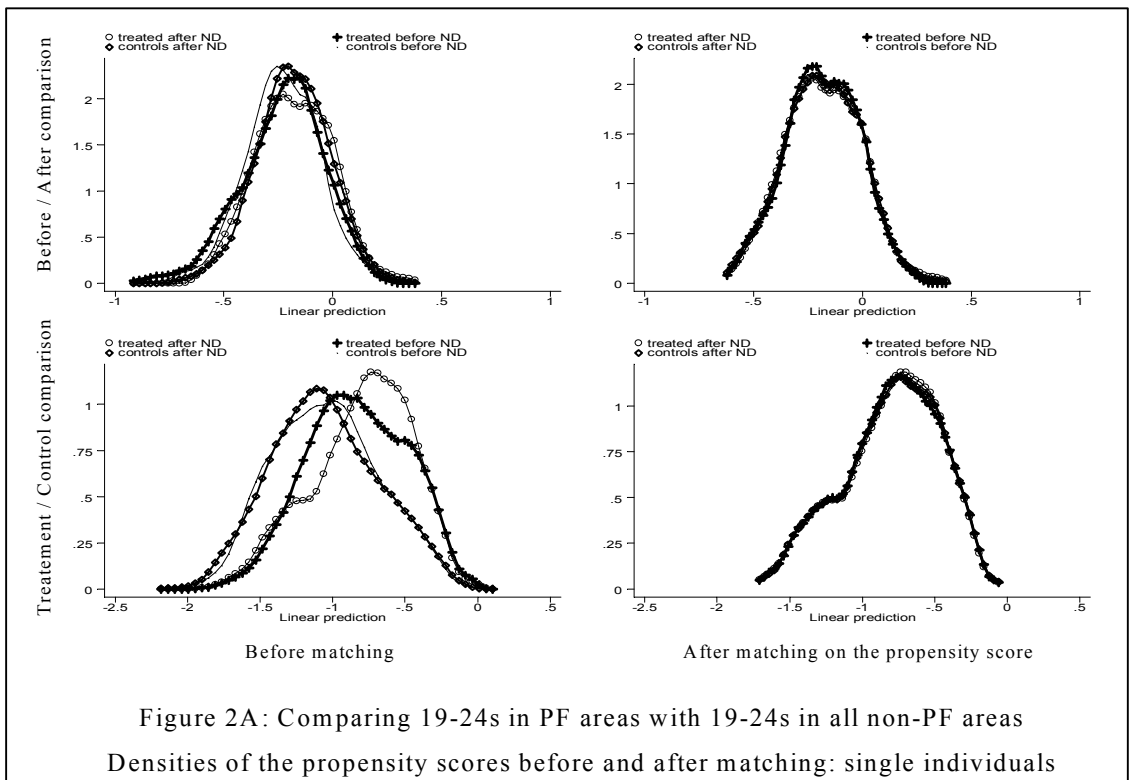 treated after ND
treated before ND
controls after ND
controls before ND
Before / After comparison
2
1.5
1
.5
0
-1
-.5
0
.5
1
Linear prediction
treated after ND
treated before ND
controls after ND
controls before ND
2
1.5
1
.5
0
-1
-.5
0
.5
1
Linear prediction
treated after ND
treated before ND
controls after ND
controls before ND
Treatement / Control comparison
1
.75
.5
.25
0
-2.5
-2
-1.5
-1
-.5
0
.5
Linear prediction
treated after ND
treated before ND
controls after ND
controls before ND
1
.75
.5
.25
0
-2.5
-2
-1.5
-1
-.5
0
.5
Linear prediction
Before matching
After matching on the propensity score
Figure 2A: Comparing 19-24s in PF areas with 19-24s in all non-PF areas
Densities of the propensity scores before and after matching: single individuals